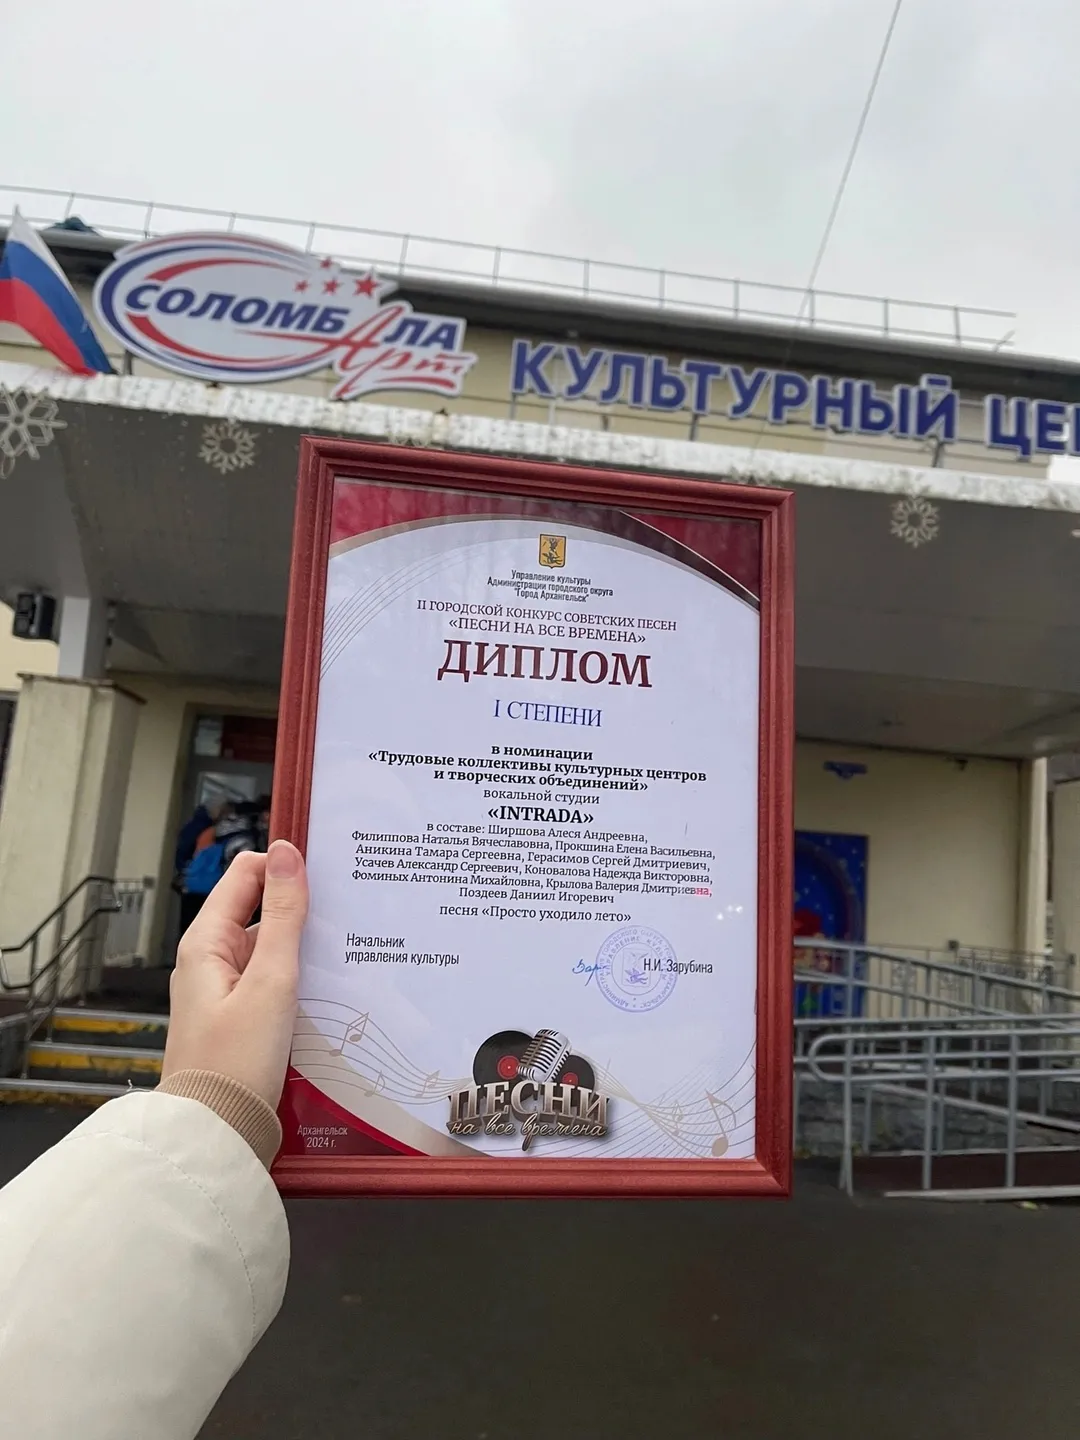 СОЛОМБАЛА
Арт
КУЛЬТУРНЫЙ ЦЕ
Управление культуры
Администрации городского округа
"Город Архангельск"
II ГОРОДСКОЙ КОНКУРС СОВЕТСКИХ ПЕСЕН
«ПЕСНИ НА ВСЕ ВРЕМЕНА»
ДИПЛОМ
I СТЕПЕНИ
в номинации
«Трудовые коллективы культурных центров
и творческих объединений»
вокальной студии
«INTRADA»
в составе: Ширшова Алеся Андреевна,
Филиппова Наталья Вячеславовна, Прокшина Елена Васильевна,
Аникина Тамара Сергеевна, Герасимов Сергей Дмитриевич,
Усачев Александр Сергеевич, Коновалова Надежда Викторовна,
Фоминых Антонина Михайловна, Крылова Валерия Дмитриевна,
Поздеев Даниил Игоревич
песня «Просто уходило лето»
Начальник
управления культуры
Н.И. Зарубина
ПЕСНИ
на все времена
Архангельск
2024 г.